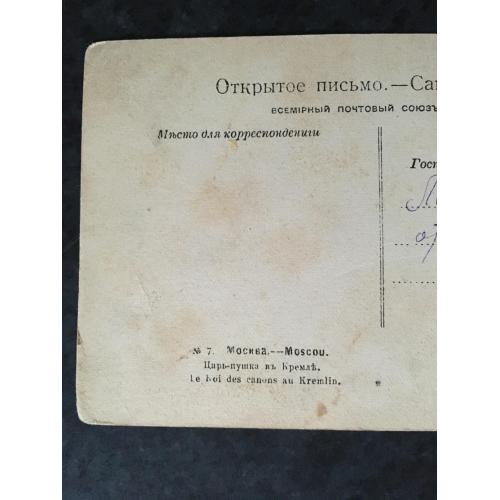 Открытое письмо.—Ca
ВСЕМІРНЫЙ ПОЧТОВЫЙ СОЮЗЪ
Мѣсто для корреспонденціи
Гос
№ 7. Москва.—Moscou.
Царь-пушка въ Кремлѣ.
Le Roi des canons au Kremlin.